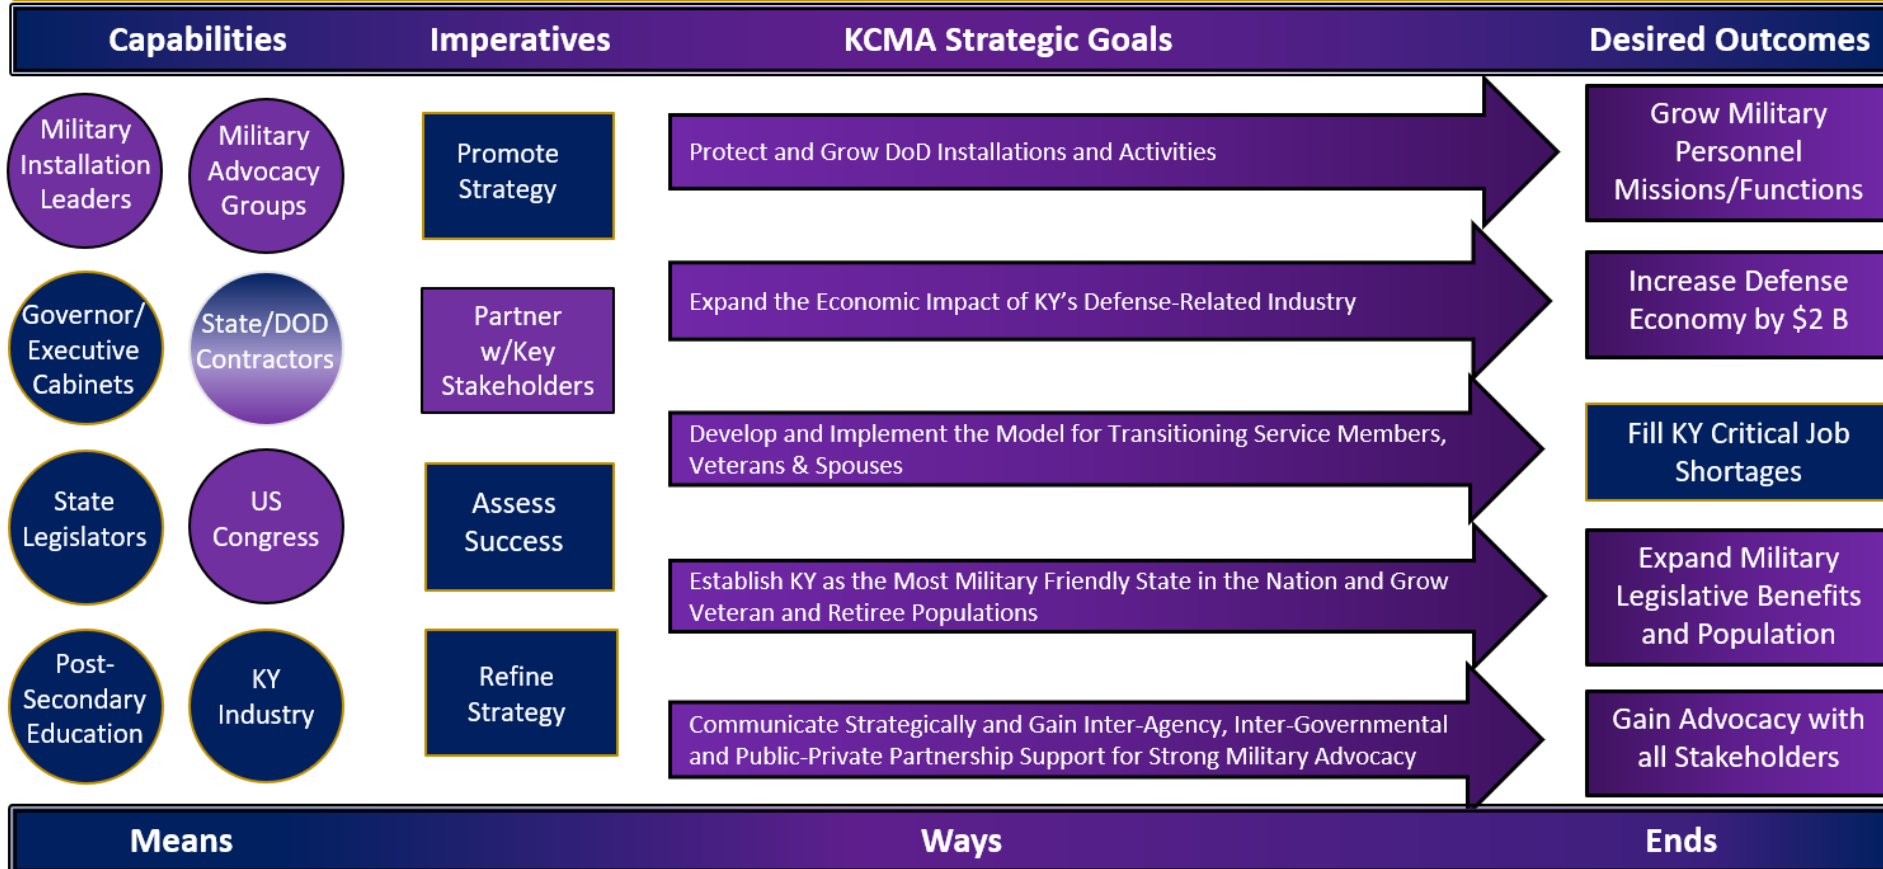 Capabilities
Imperatives
KCMA Strategic Goals
Desired Outcomes
Military
Installation
Leaders
Military
Advocacy
Groups
Governor/
Executive
Cabinets
State/DOD
Contractors
State
Legislators
US
Congress
Post-
Secondary
Education
KY
Industry
Promote
Strategy
Partner
w/Key
Stakeholders
Assess
Success
Refine
Strategy
Protect and Grow DoD Installations and Activities
Expand the Economic Impact of KY’s Defense-Related Industry
Develop and Implement the Model for Transitioning Service Members,
Veterans & Spouses
Establish KY as the Most Military Friendly State in the Nation and Grow
Veteran and Retiree Populations
Communicate Strategically and Gain Inter-Agency, Inter-Governmental
and Public-Private Partnership Support for Strong Military Advocacy
Grow Military
Personnel
Missions/Functions
Increase Defense
Economy by $2 B
Fill KY Critical Job
Shortages
Expand Military
Legislative Benefits
and Population
Gain Advocacy with
all Stakeholders
Means
Ways
Ends